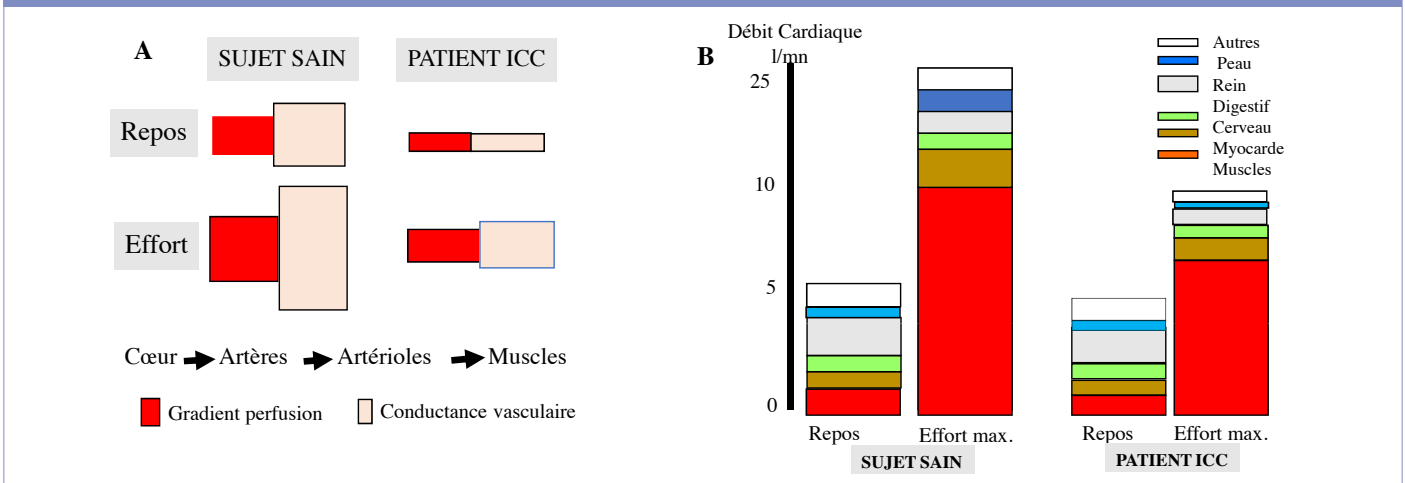 A
SUJET SAIN
PATIENT ICC
Repos
Effort
Cœur Artères Artérioles Muscles
Gradient perfusion
Conductance vasculaire
B
Débit Cardiaque
l/mn
25
10
5
0
Autres
Peau
Rein
Digestif
Cerveau
Myocarde
Muscles
Repos
Effort max.
Repos
Effort max.
SUJET SAIN
PATIENT ICC